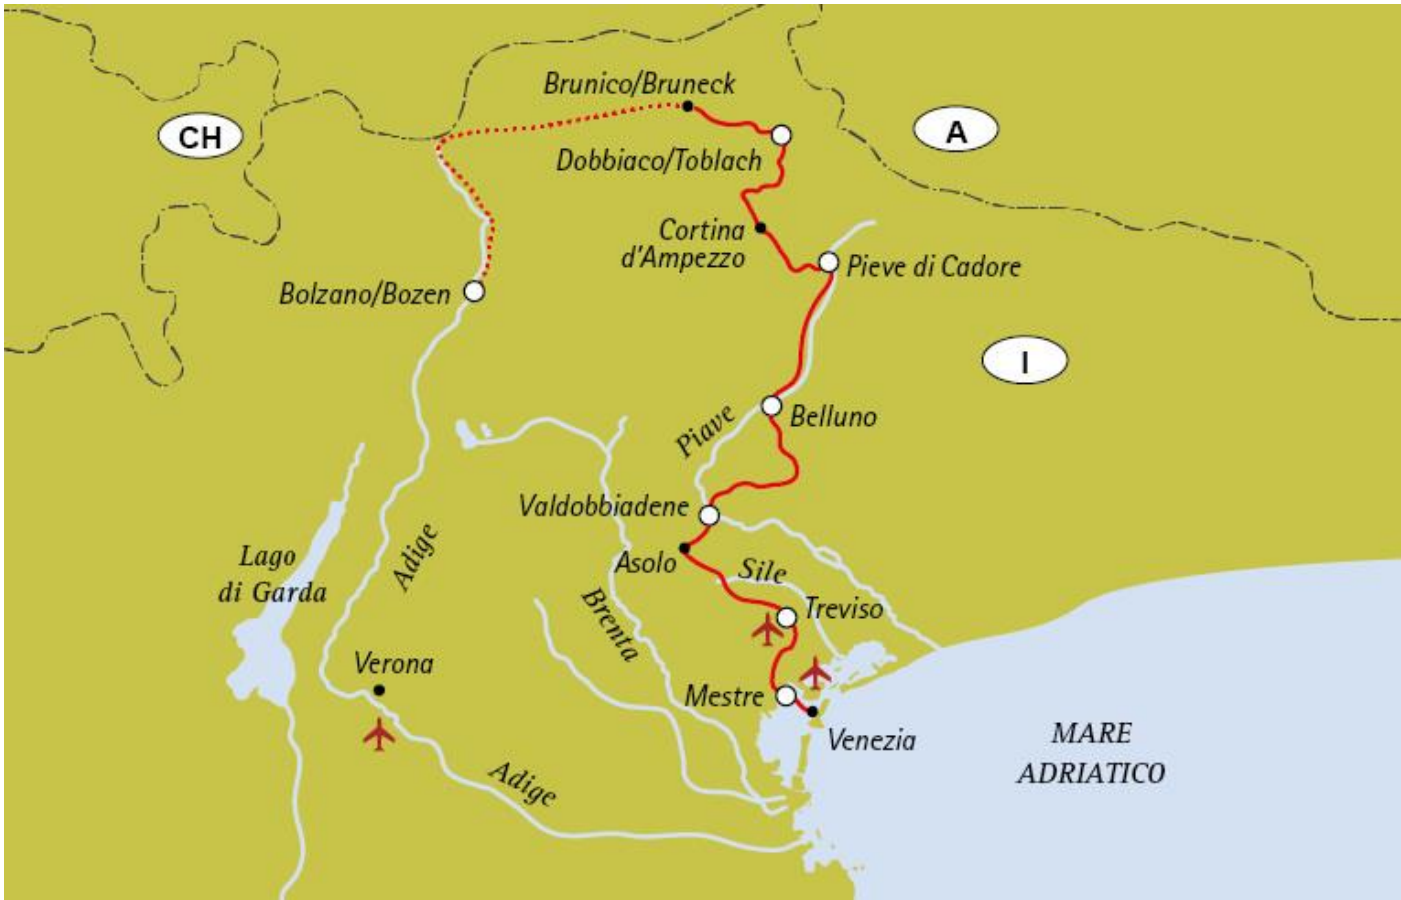 Brunico/Bruneck
CH
A
Dobbiaco/Toblach
Cortina
d'Ampezzo
Pieve di Cadore
Bolzano/Bozen
I
Piave
Belluno
Valdobbiadene
Adige
Lago
di Garda
Asolo
Sile
Brenta
Treviso
Verona
Mestre
Venezia
MARE
ADRIATICO
Adige